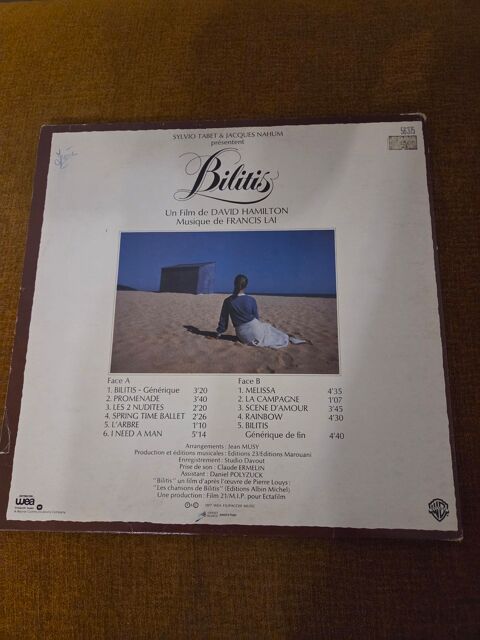 SYLVIO TABET & JACQUES NAHUM
présentent
Bilitis
Un Film de DAVID HAMILTON
Musique de FRANCIS LAI
Face A
1. BILITIS - Générique 3'20
2. PROMENADE 3'40
3. LES 2 NUDITES 2'20
4. SPRING TIME BALLET 2'26
5. L'ARBRE 1'10
6. I NEED A MAN 5'14
Face B
1. MELISSA 4'35
2. LA CAMPAGNE 1'07
3. SCENE D'AMOUR 3'45
4. RAINBOW 4'30
5. BILITIS
Générique de fin 4'40
Arrangements : Jean MUSY
Production et éditions musicales : Editions 23/Editions Marouani
Enregistrement : Studio Davout
Prise de son : Claude ERMELIN
Assistant : Daniel POLYZUCK
"Bilitis" un film d'après l'œuvre de Pierre Louys :
"Les chansons de Bilitis" (Editions Albin Michel)
Une production : Film 21/M.I.P. pour Ectafilm
wea
1977 WEA FILIPACCHI MUSIC